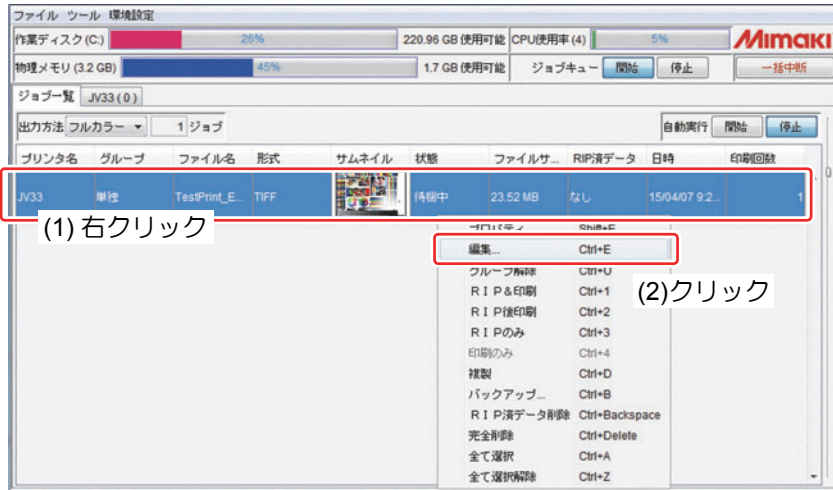 ファイル ツール 環境設定
作業ディスク(C:) 26% 220.96 GB 使用可能 CPU使用率(4) 5% Mimaki
物理メモリ(3.2 GB) 45% 1.7 GB 使用可能 ジョブキュー 開始 停止 一括中断
ジョブ一覧 JV33 ( 0 )
出力方法 フルカラー 1 ジョブ 自動実行 開始 停止
プリンタ名 グループ ファイル名 形式 サムネイル 状態 ファイルサ... RIP済データ 日時 印刷回数
JV33 単独 TestPrint_E... TIFF 待機中 23.52 MB なし 15/04/07 9:2... 1
(1) 右クリック
プロパティ Shift+E
編集... Ctrl+E
(2)クリック
グループ解除 Ctrl+U
RIP&印刷 Ctrl+1
RIP後印刷 Ctrl+2
RIPのみ Ctrl+3
印刷のみ Ctrl+4
複製 Ctrl+D
バックアップ... Ctrl+B
RIP済データ削除 Ctrl+Backspace
完全削除 Ctrl+Delete
全て選択 Ctrl+A
全て選択解除 Ctrl+Z